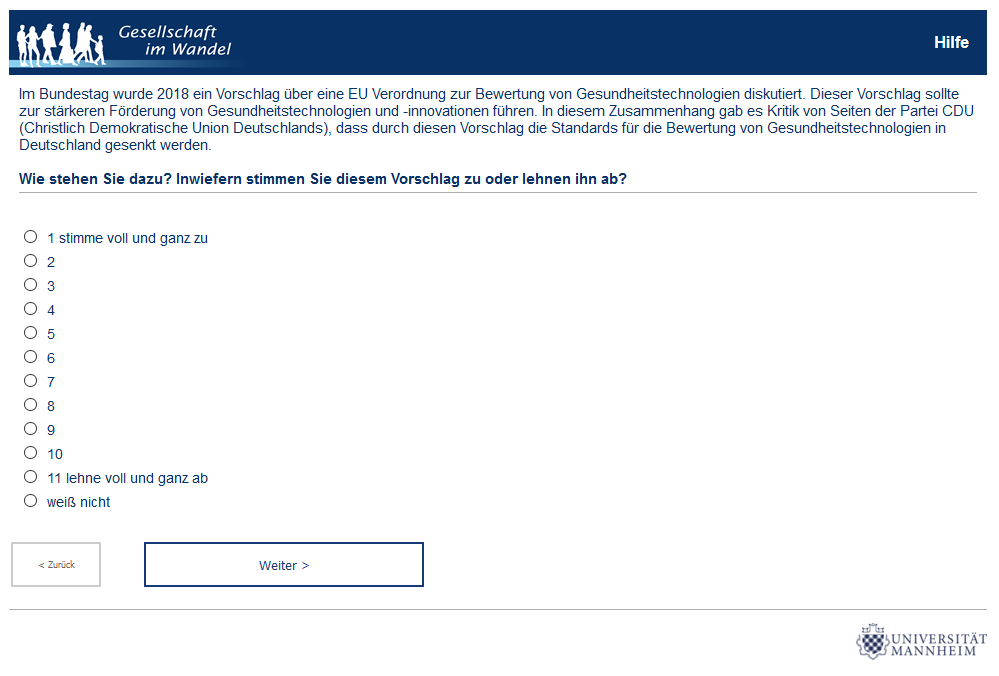 Gesellschaft
im Wandel
Hilfe
Im Bundestag wurde 2018 ein Vorschlag über eine EU Verordnung zur Bewertung von Gesundheitstechnologien diskutiert. Dieser Vorschlag sollte
zur stärkeren Förderung von Gesundheitstechnologien und -innovationen führen. In diesem Zusammenhang gab es Kritik von Seiten der Partei CDU
(Christlich Demokratische Union Deutschlands), dass durch diesen Vorschlag die Standards für die Bewertung von Gesundheitstechnologien in
Deutschland gesenkt werden.
Wie stehen Sie dazu? Inwiefern stimmen Sie diesem Vorschlag zu oder lehnen ihn ab?
1 stimme voll und ganz zu
2
3
4
5
6
7
8
9
10
11 lehne voll und ganz ab
weiß nicht
< Zurück
Weiter >
UNIVERSITÄT
MANNHEIM